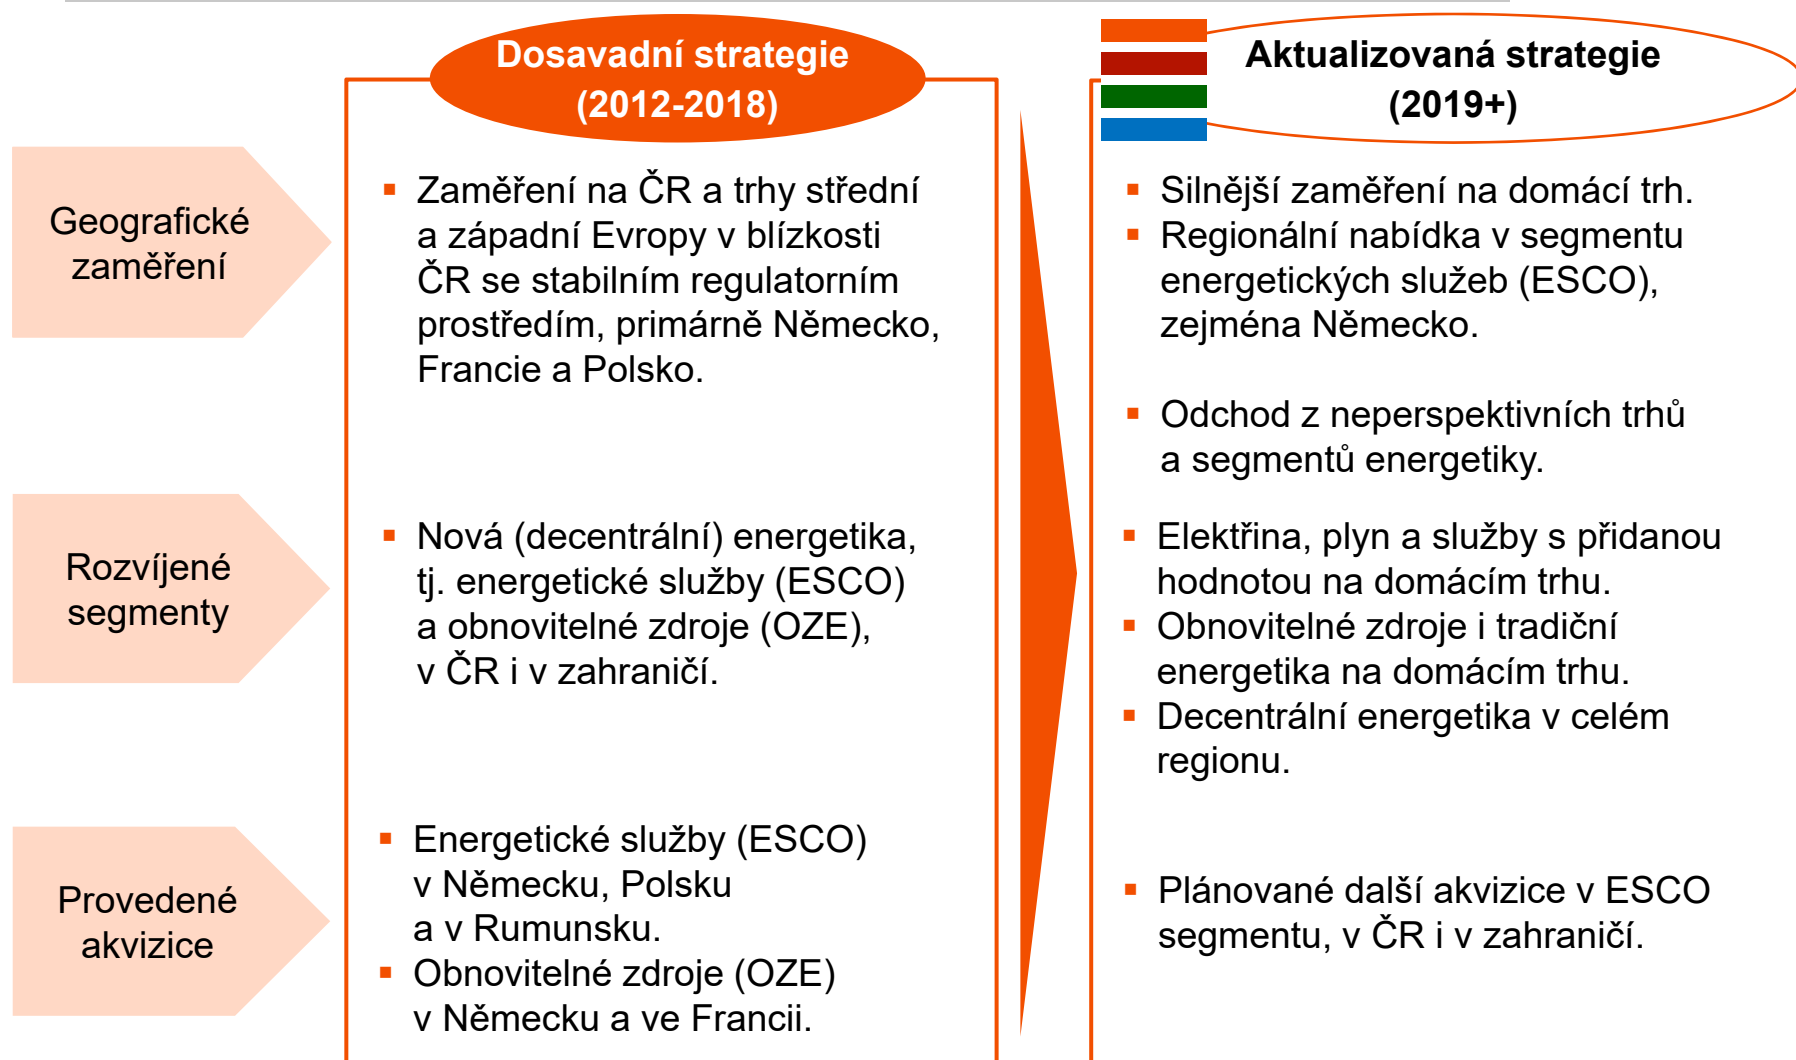 Dosavadní strategie
(2012-2018)
Aktualizovaná strategie
(2019+)
Geografické
zaměření
▪ Zaměření na ČR a trhy střední
a západní Evropy v blízkosti
ČR se stabilním regulatorním
prostředím, primárně Německo,
Francie a Polsko.
▪ Silnější zaměření na domácí trh.
▪ Regionální nabídka v segmentu
energetických služeb (ESCO),
zejména Německo.
▪ Odchod z neperspektivních trhů
a segmentů energetiky.
Rozvíjené
segmenty
▪ Nová (decentrální) energetika,
tj. energetické služby (ESCO)
a obnovitelné zdroje (OZE),
v ČR i v zahraničí.
▪ Elektřina, plyn a služby s přidanou
hodnotou na domácím trhu.
▪ Obnovitelné zdroje i tradiční
energetika na domácím trhu.
▪ Decentrální energetika v celém
regionu.
Provedené
akvizice
▪ Energetické služby (ESCO)
v Německu, Polsku
a v Rumunsku.
▪ Obnovitelné zdroje (OZE)
v Německu a ve Francii.
▪ Plánované další akvizice v ESCO
segmentu, v ČR i v zahraničí.